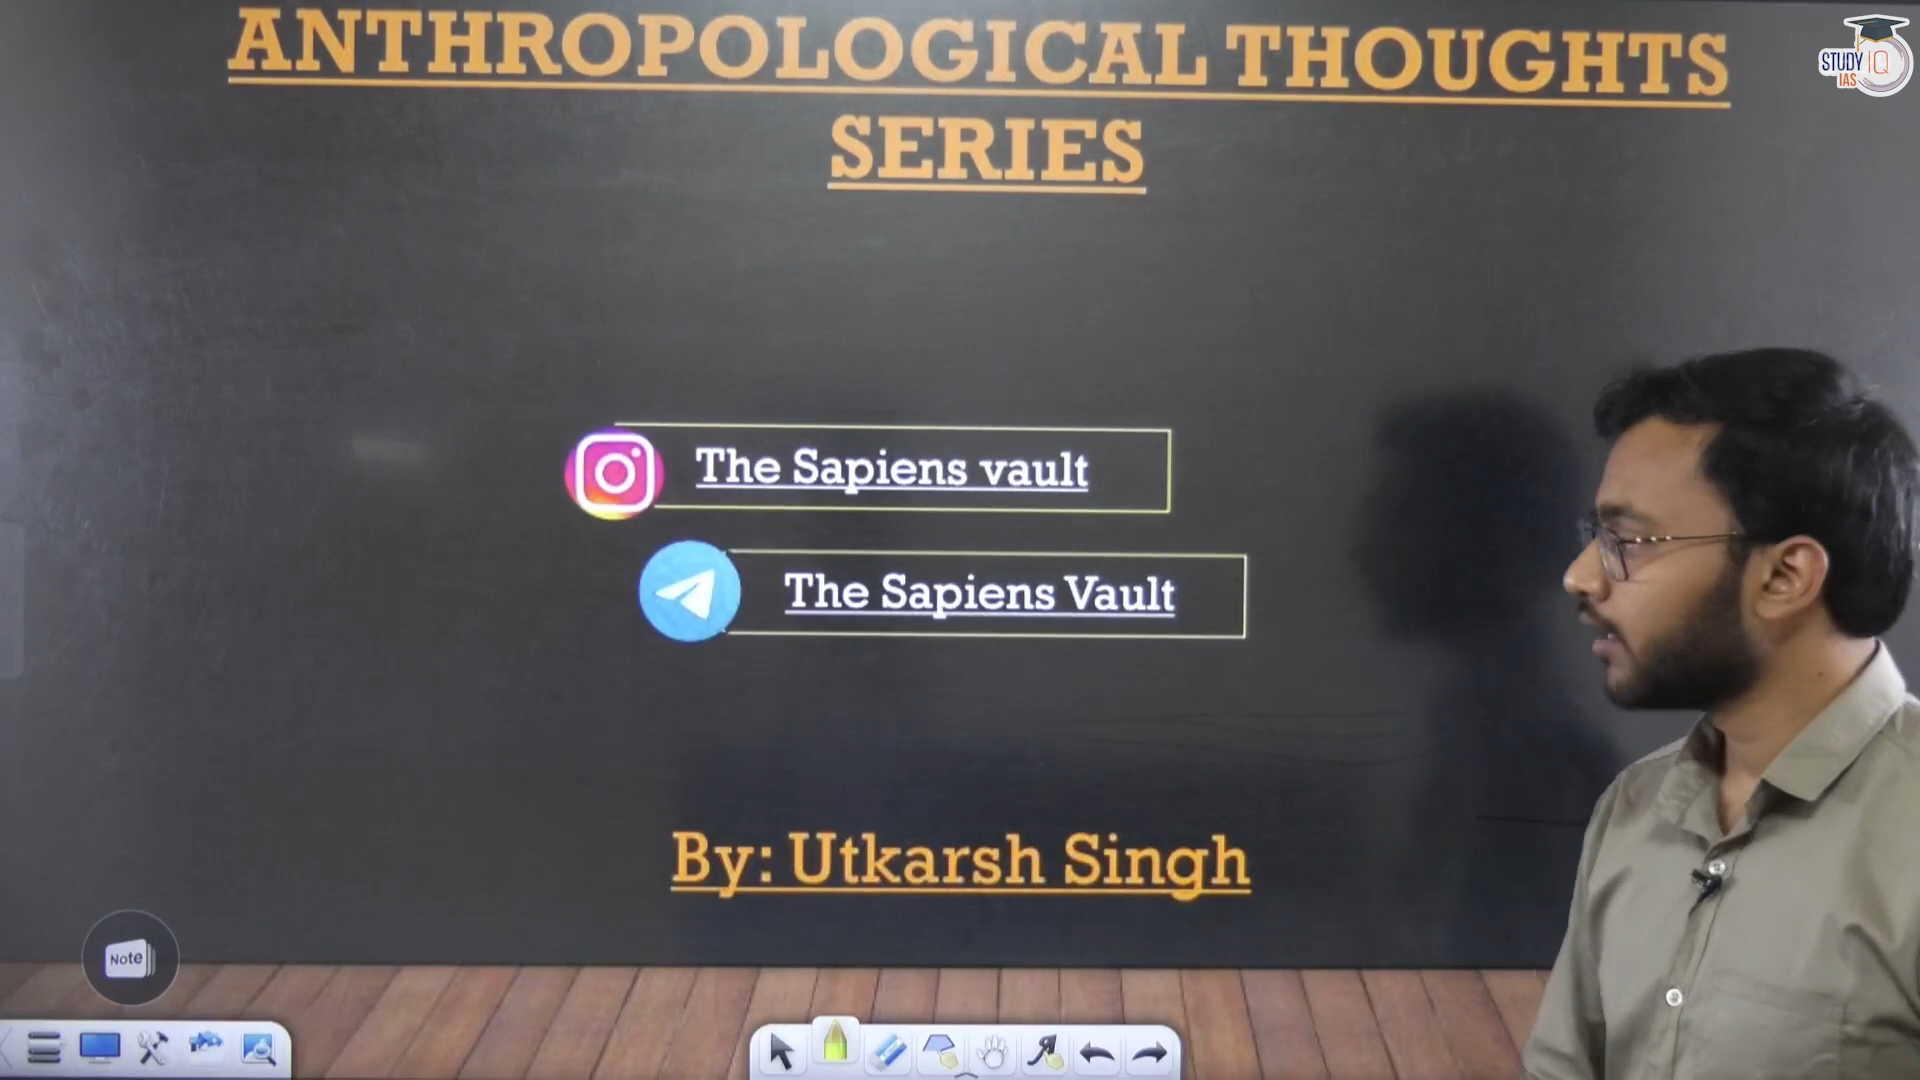 ANTHROPOLOGICAL THOUGHTS
SERIES
STUDY IQ
IAS
The Sapiens vault
The Sapiens Vault
By: Utkarsh Singh
Note